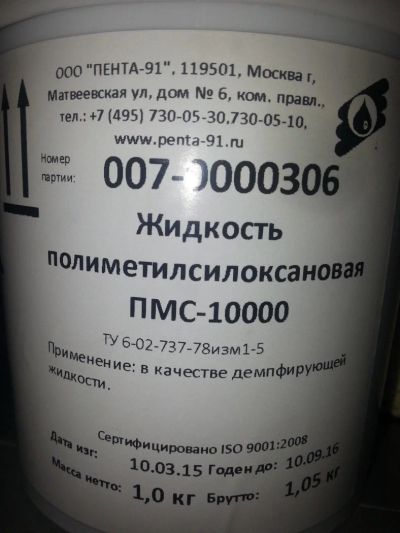 ООО "ПЕНТА-91", 119501, Москва г,
Матвеевская ул, дом № 6, ком. правл.,
тел.: +7 (495) 730-05-30,730-05-10,
www.penta-91.ru
Номер партии: 007-0000306
Жидкость
полиметилсилоксановая
ПМС-10000
ТУ 6-02-737-78изм1-5
Применение: в качестве демпфирующей
жидкости.
Сертифицировано ISO 9001:2008
Дата изг: 10.03.15 Годен до: 10.09.16
Масса нетто: 1,0 кг Брутто: 1,05 кг